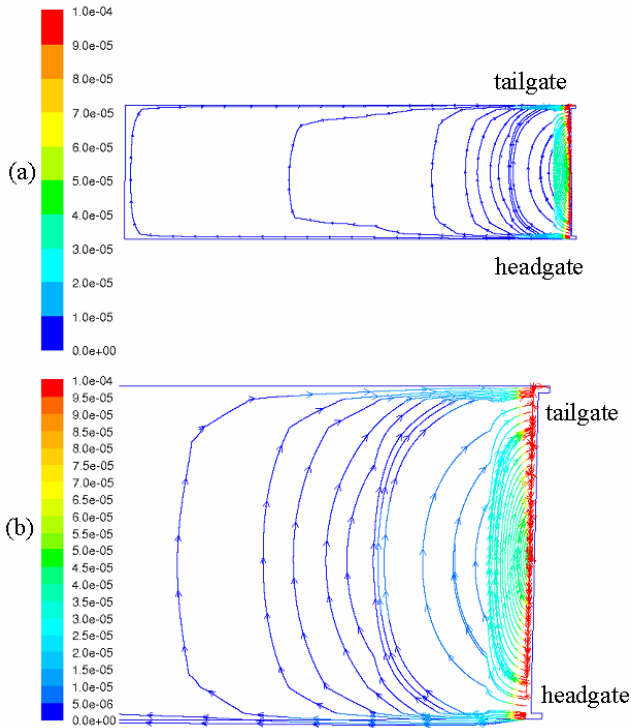 1.0e-04
9.0e-05
8.0e-05
7.0e-05
6.0e-05
5.0e-05
4.0e-05
3.0e-05
2.0e-05
1.0e-05
0.0e+00
(a)
tailgate
headgate
1.0e-04
9.5e-05
9.0e-05
8.5e-05
8.0e-05
7.5e-05
7.0e-05
6.5e-05
6.0e-05
5.5e-05
5.0e-05
4.5e-05
4.0e-05
3.5e-05
3.0e-05
2.5e-05
2.0e-05
1.5e-05
1.0e-05
5.0e-06
0.0e+00
(b)
tailgate
headgate